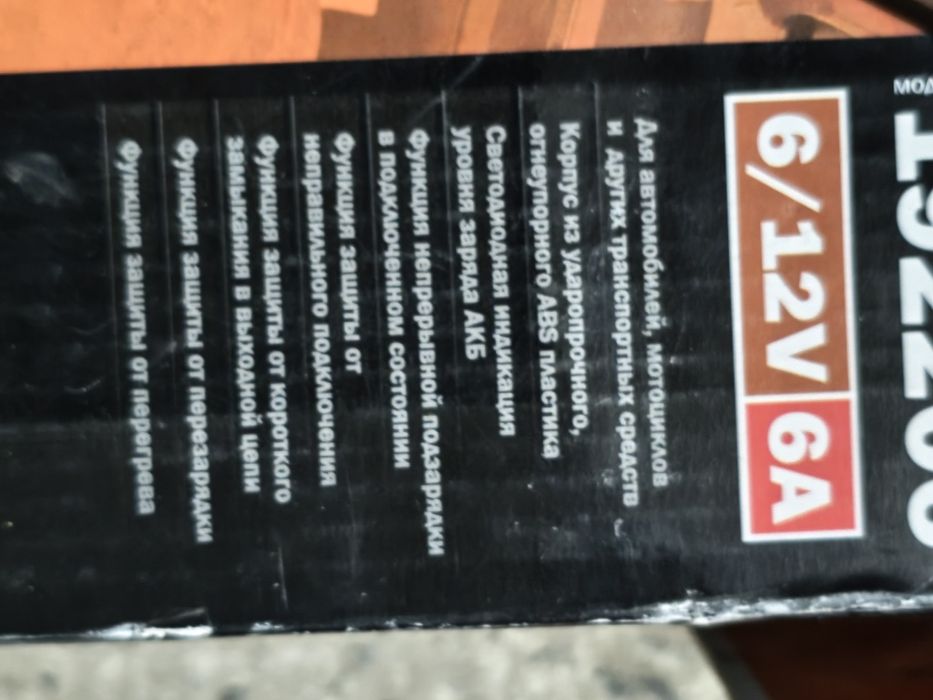 19220
6/12V 6A
Для автомобилей, мотоциклов
и других транспортных средств
Корпус из ударопрочного,
огнеупорного ABS пластика
Светодиодная индикация
уровня заряда АКБ
Функция непрерывной подзарядки
в подключенном состоянии
Функция защиты от
неправильного подключения
Функция защиты от короткого
замыкания в выходной цепи
Функция защиты от перезарядки
Функция защиты от перегрева